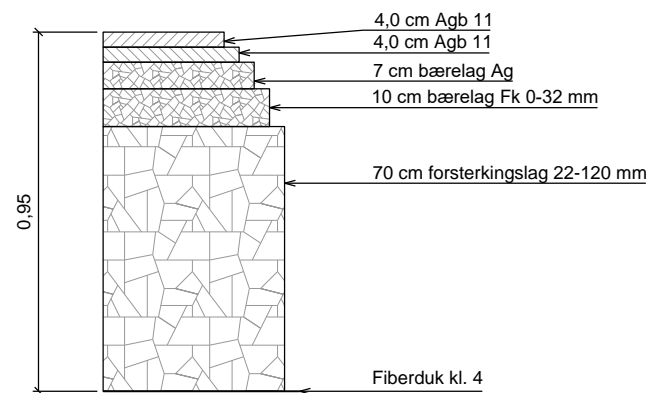 4,0 cm Agb 11
4,0 cm Agb 11
7 cm bærelag Ag
10 cm bærelag Fk 0-32 mm
70 cm forsterkingslag 22-120 mm
0,95
Fiberduk kl. 4